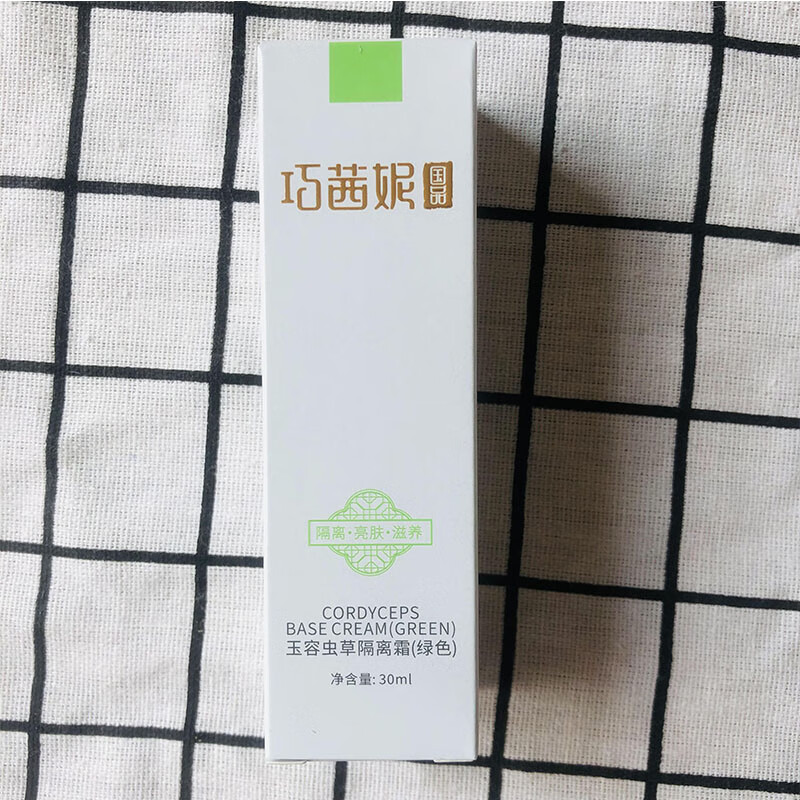 巧茜妮国品
隔离·亮肤·滋养
CORDYCEPS
BASE CREAM(GREEN)
玉容虫草隔离霜(绿色)
净含量: 30ml